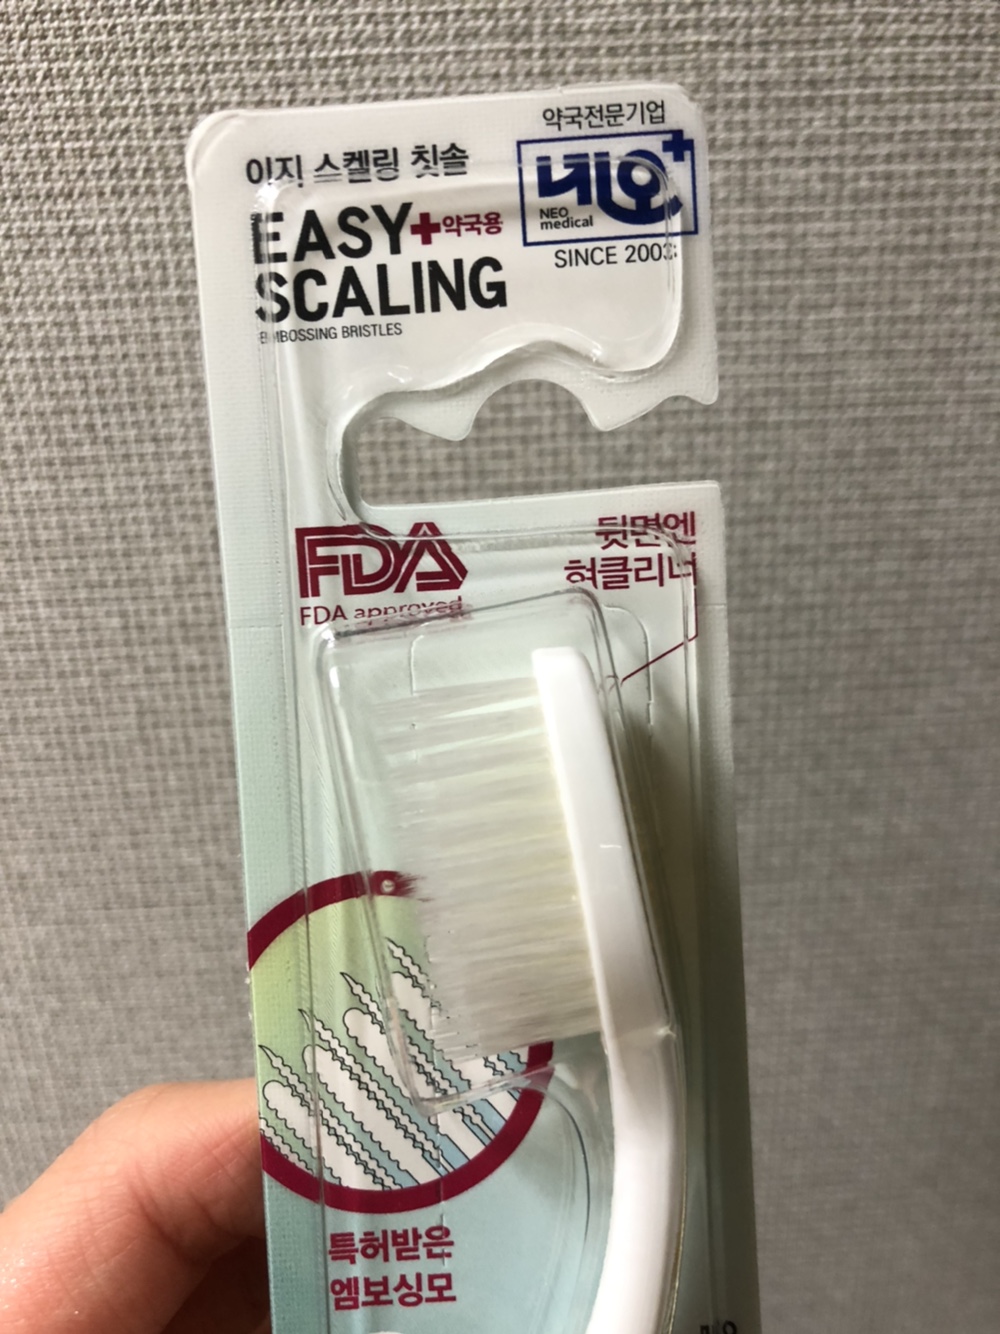 약국전문기업
이지 스켈링 칫솔
네오
NEO
medical
EASY+약국용
SCALING
SINCE 2003
EMBOSSING BRISTLES
FDA
FDA approved
뒷면엔
혀클리너
특허받은
엠보싱모